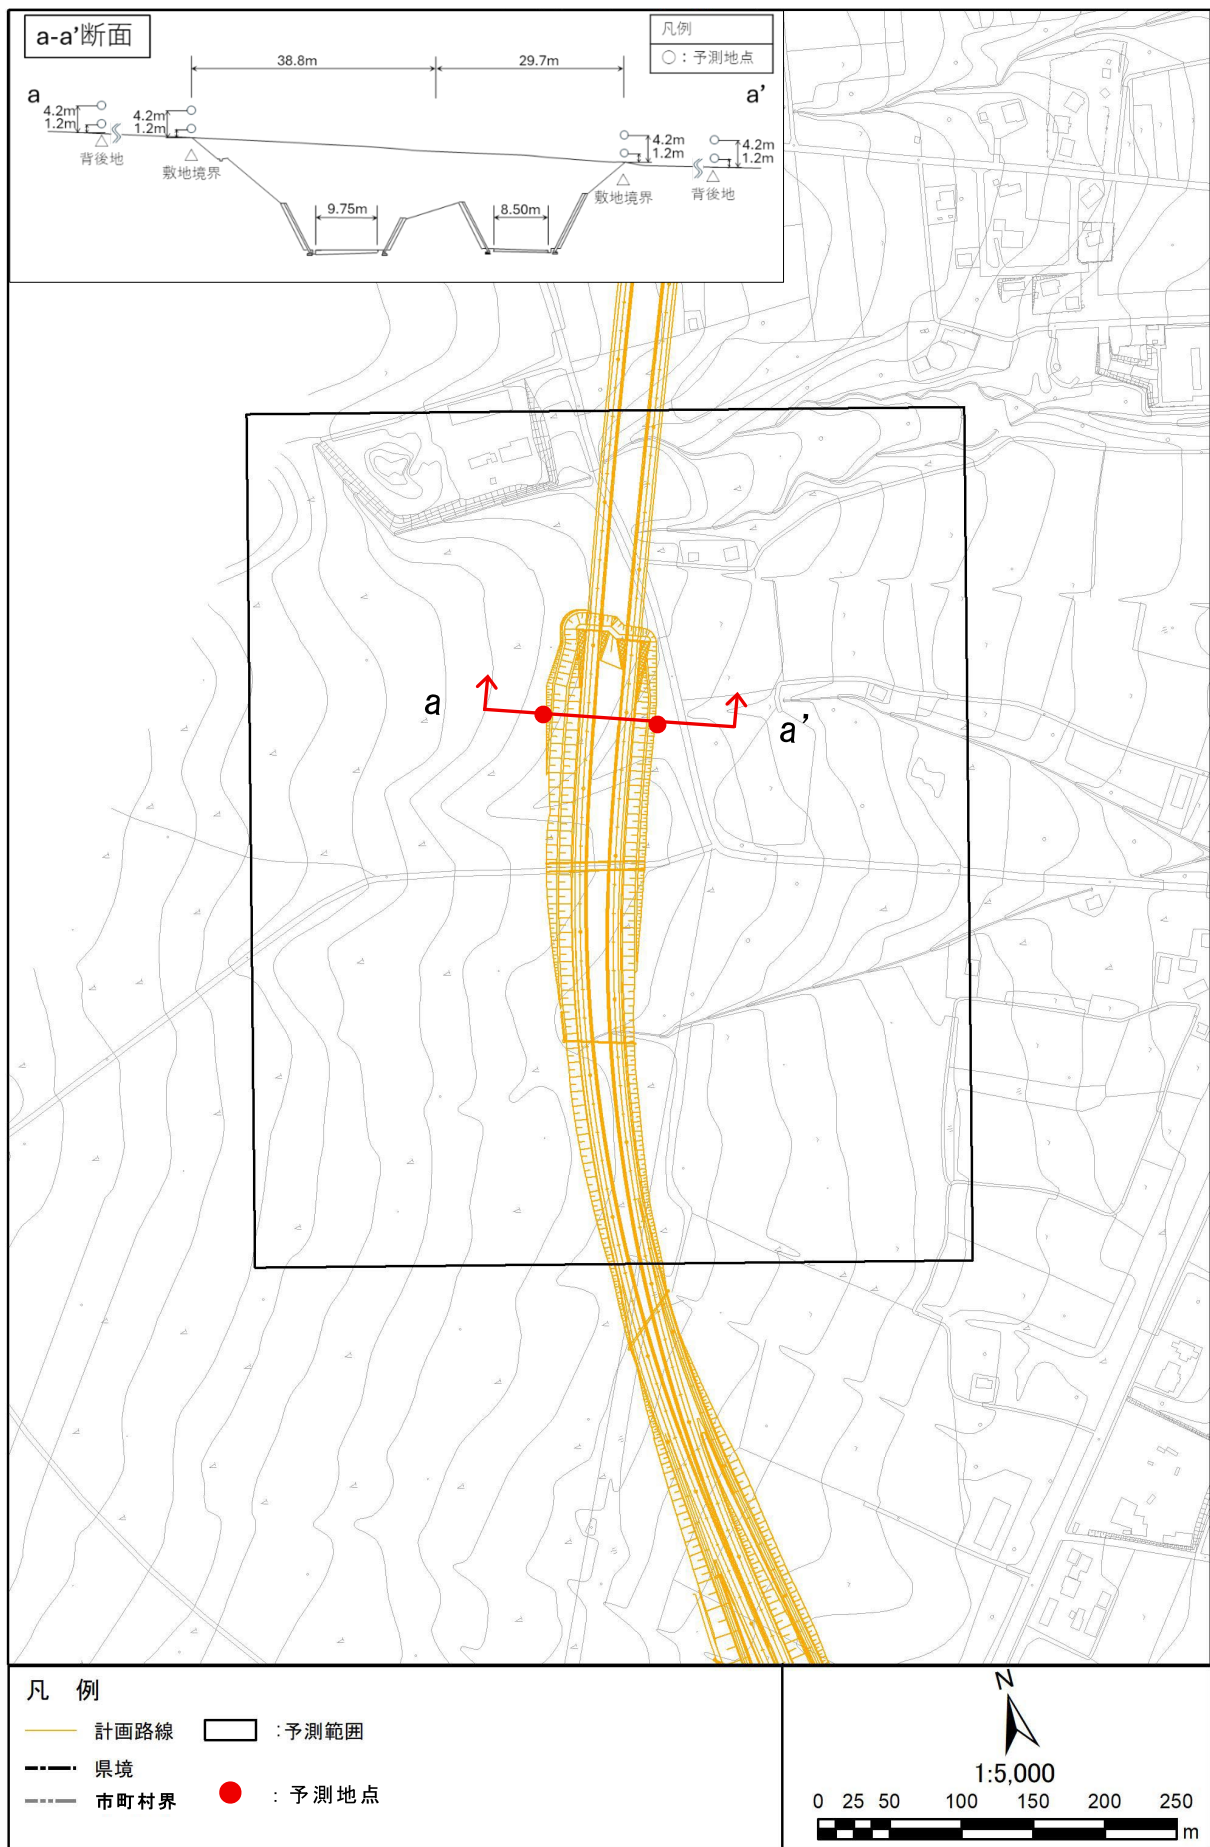 a-a’断面
凡例
○：予測地点
38.8m
29.7m
a
a’
4.2m
1.2m
背後地
4.2m
1.2m
敷地境界
4.2m
1.2m
敷地境界
4.2m
1.2m
背後地
9.75m
8.50m
a
a’
凡 例
計画路線
：予測範囲
県境
市町村界
：予測地点
N
1:5,000
0 25 50 100 150 200 250
m